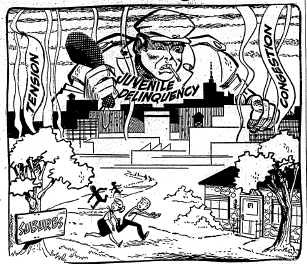 TENSION
JUVENILE
DELINQUENCY
CONGESTION
SUBURBS